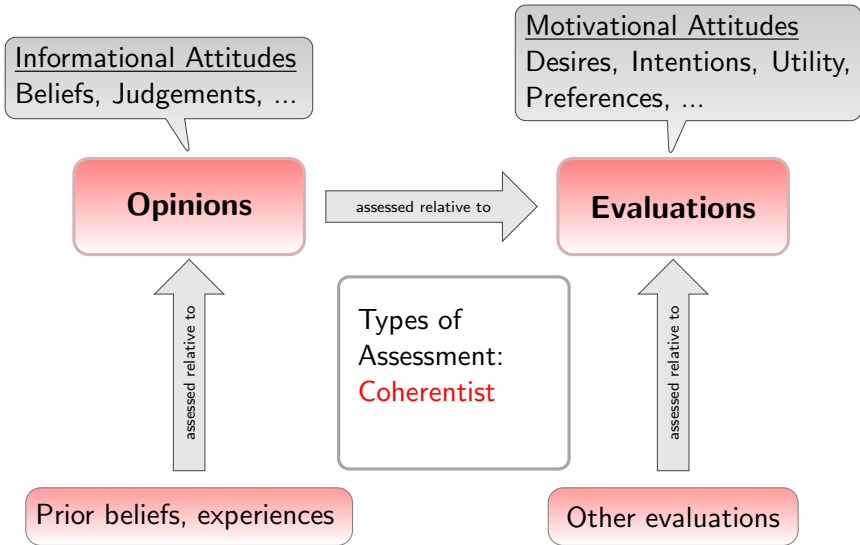 Informational Attitudes
Beliefs, Judgements, ...
Motivational Attitudes
Desires, Intentions, Utility,
Preferences, ...
Opinions
assessed relative to
Evaluations
assessed relative to
Types of
Assessment:
Coherentist
assessed relative to
Prior beliefs, experiences
Other evaluations